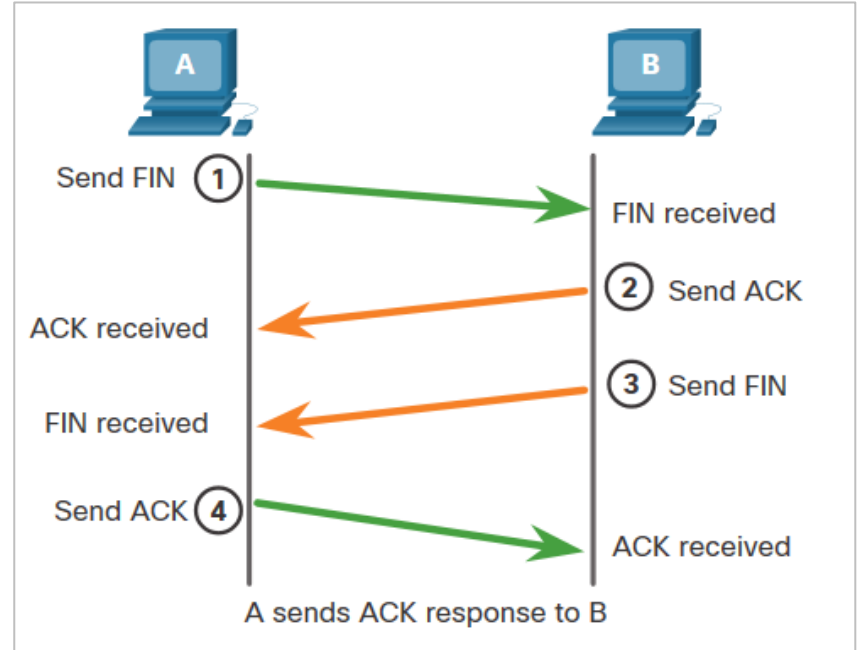 A
B
Send FIN 1
FIN received
2 Send ACK
ACK received
3 Send FIN
FIN received
Send ACK 4
ACK received
A sends ACK response to B